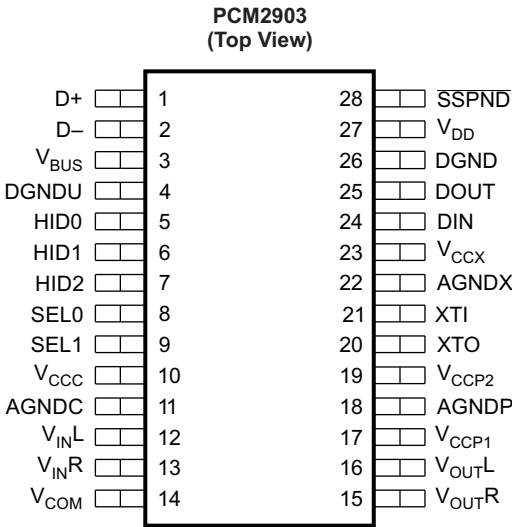 PCM2903
(Top View)
D+ 1 28 S̅S̅P̅N̅D̅
D– 2 27 VDD
VBUS 3 26 DGND
DGNDU 4 25 DOUT
HID0 5 24 DIN
HID1 6 23 VCCX
HID2 7 22 AGNDX
SEL0 8 21 XTI
SEL1 9 20 XTO
VCCC 10 19 VCCP2
AGNDC 11 18 AGNDP
VINL 12 17 VCCP1
VINR 13 16 VOUTL
VCOM 14 15 VOUTR